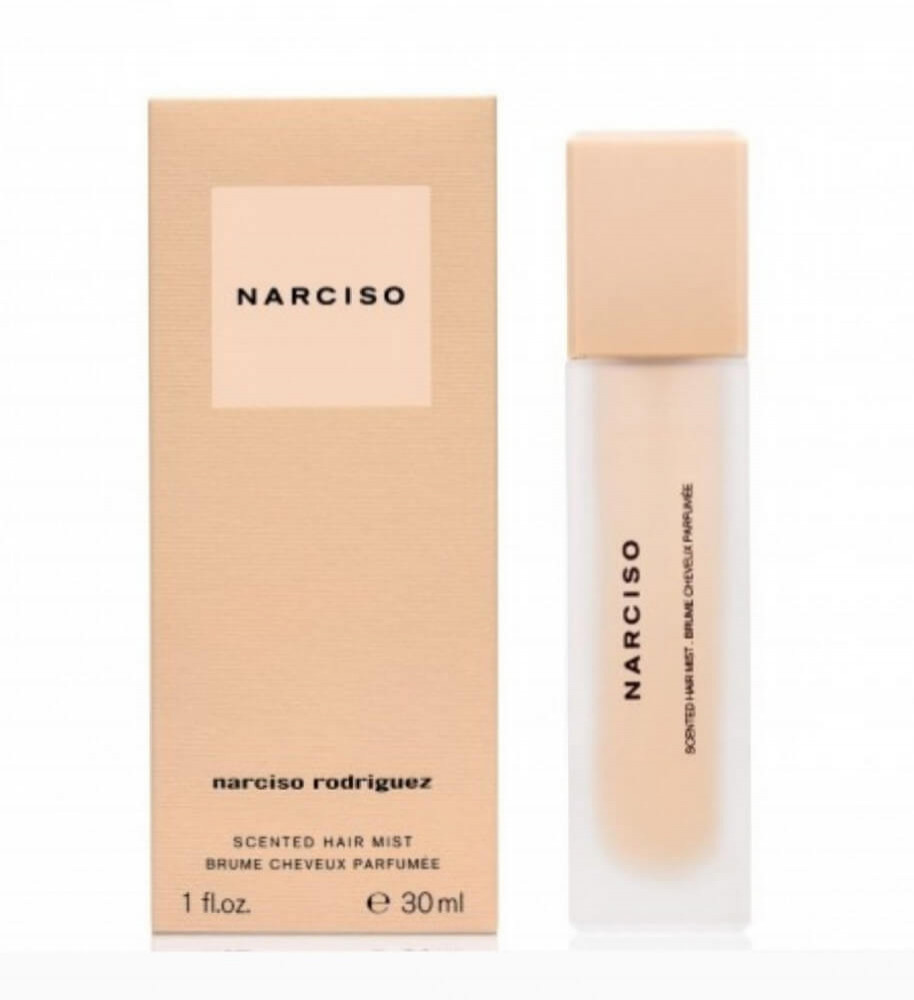 NARCISO
narciso rodriguez
SCENTED HAIR MIST
BRUME CHEVEUX PARFUMÉE
1 fl.oz. ℮ 30ml
NARCISO
SCENTED HAIR MIST . BRUME CHEVEUX PARFUMÉE